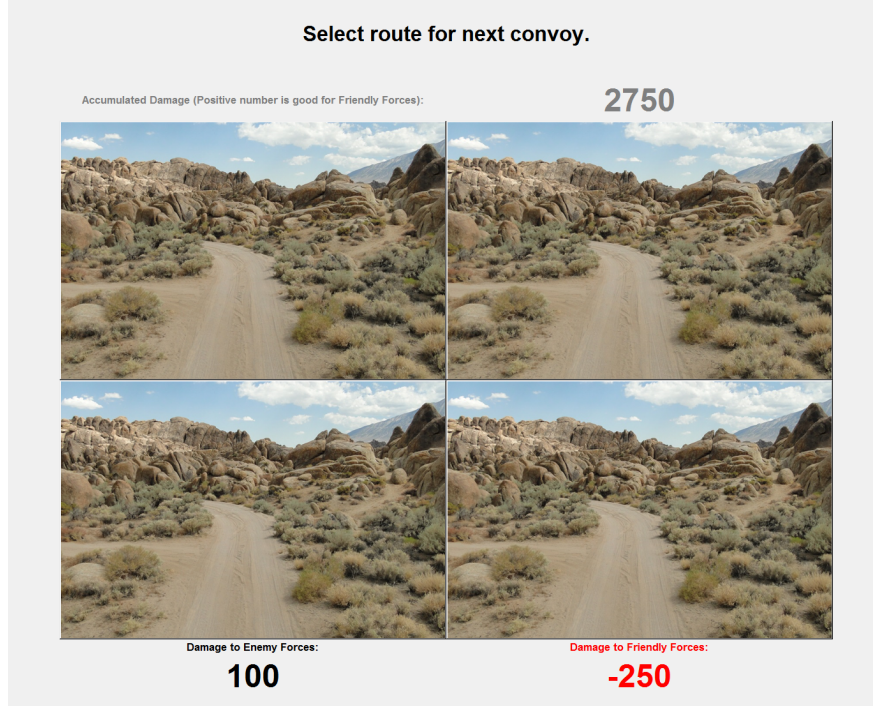 Select route for next convoy.
Accumulated Damage (Positive number is good for Friendly Forces):
2750
Damage to Enemy Forces:
Damage to Friendly Forces:
100
-250